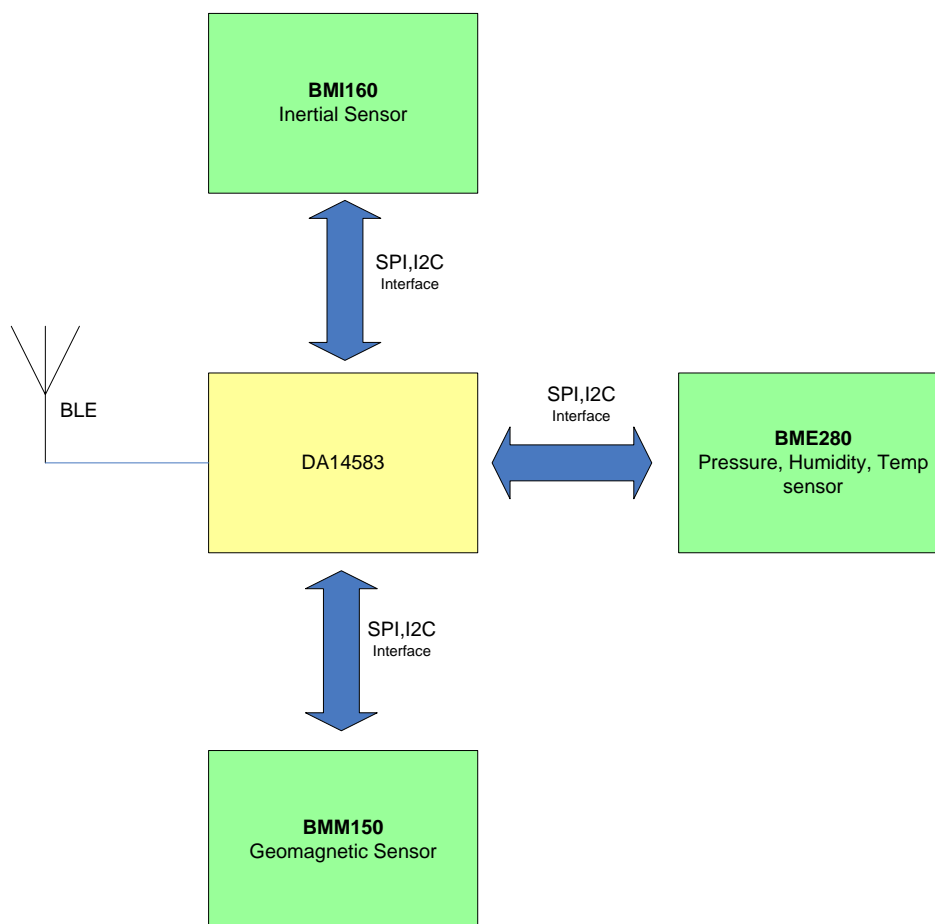 BMI160
Inertial Sensor
SPI,I2C
Interface
BLE
DA14583
SPI,I2C
Interface
BME280
Pressure, Humidity, Temp
sensor
SPI,I2C
Interface
BMM150
Geomagnetic Sensor